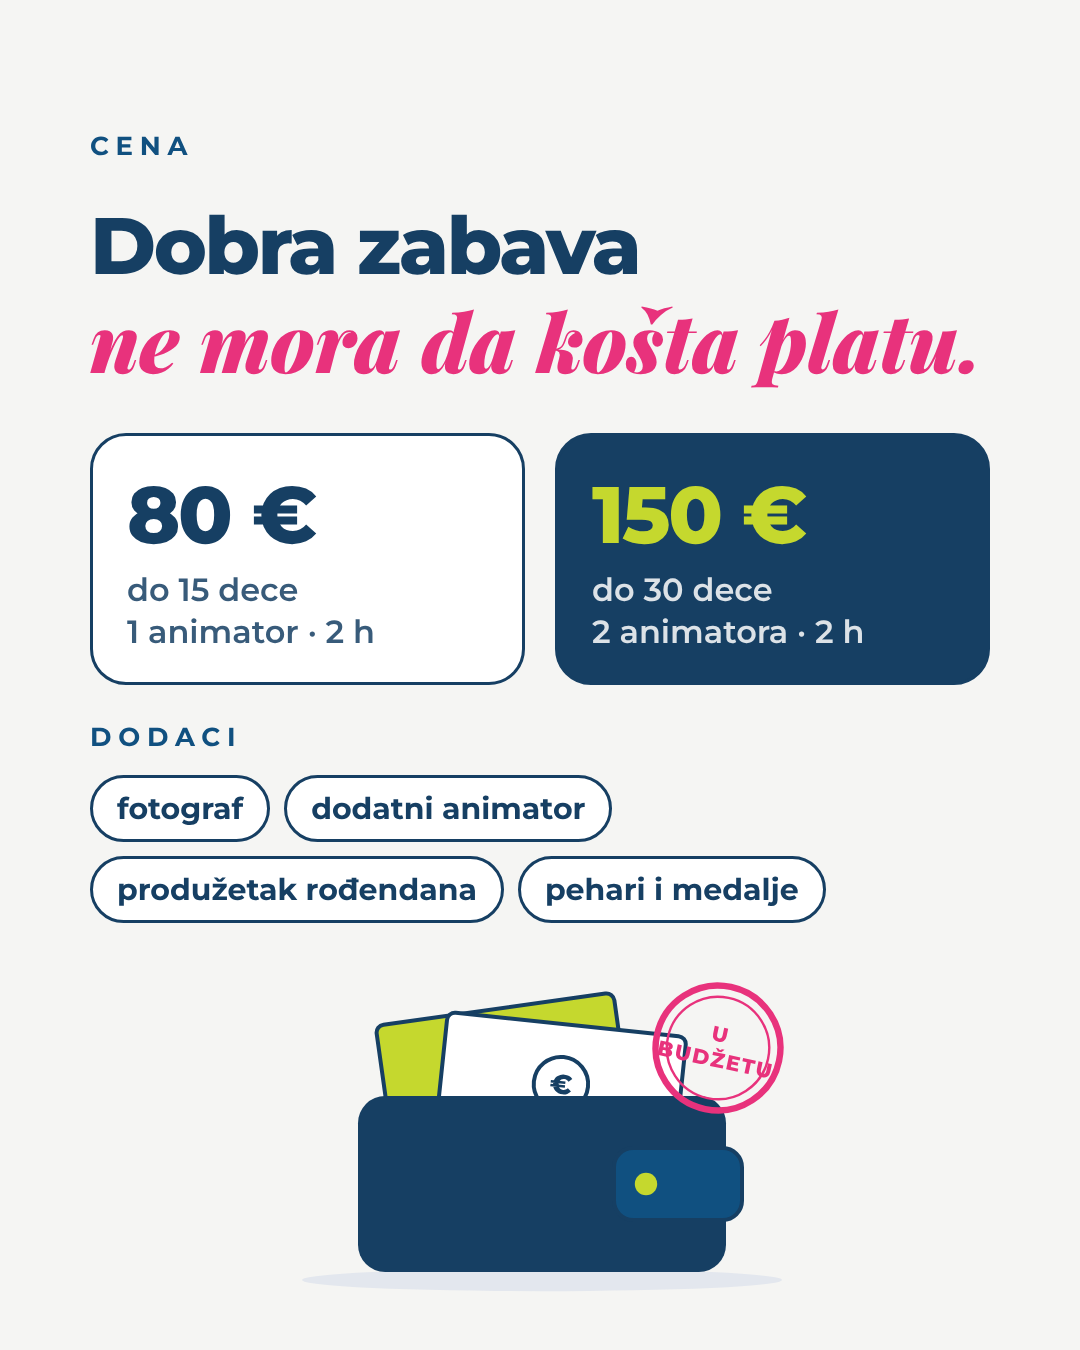 CENA
Dobra zabava
ne mora da košta platu.
80 €
do 15 dece
1 animator · 2 h
150 €
do 30 dece
2 animatora · 2 h
DODACI
fotograf
dodatni animator
produžetak rođendana
pehari i medalje
€
U
BUDŽETU